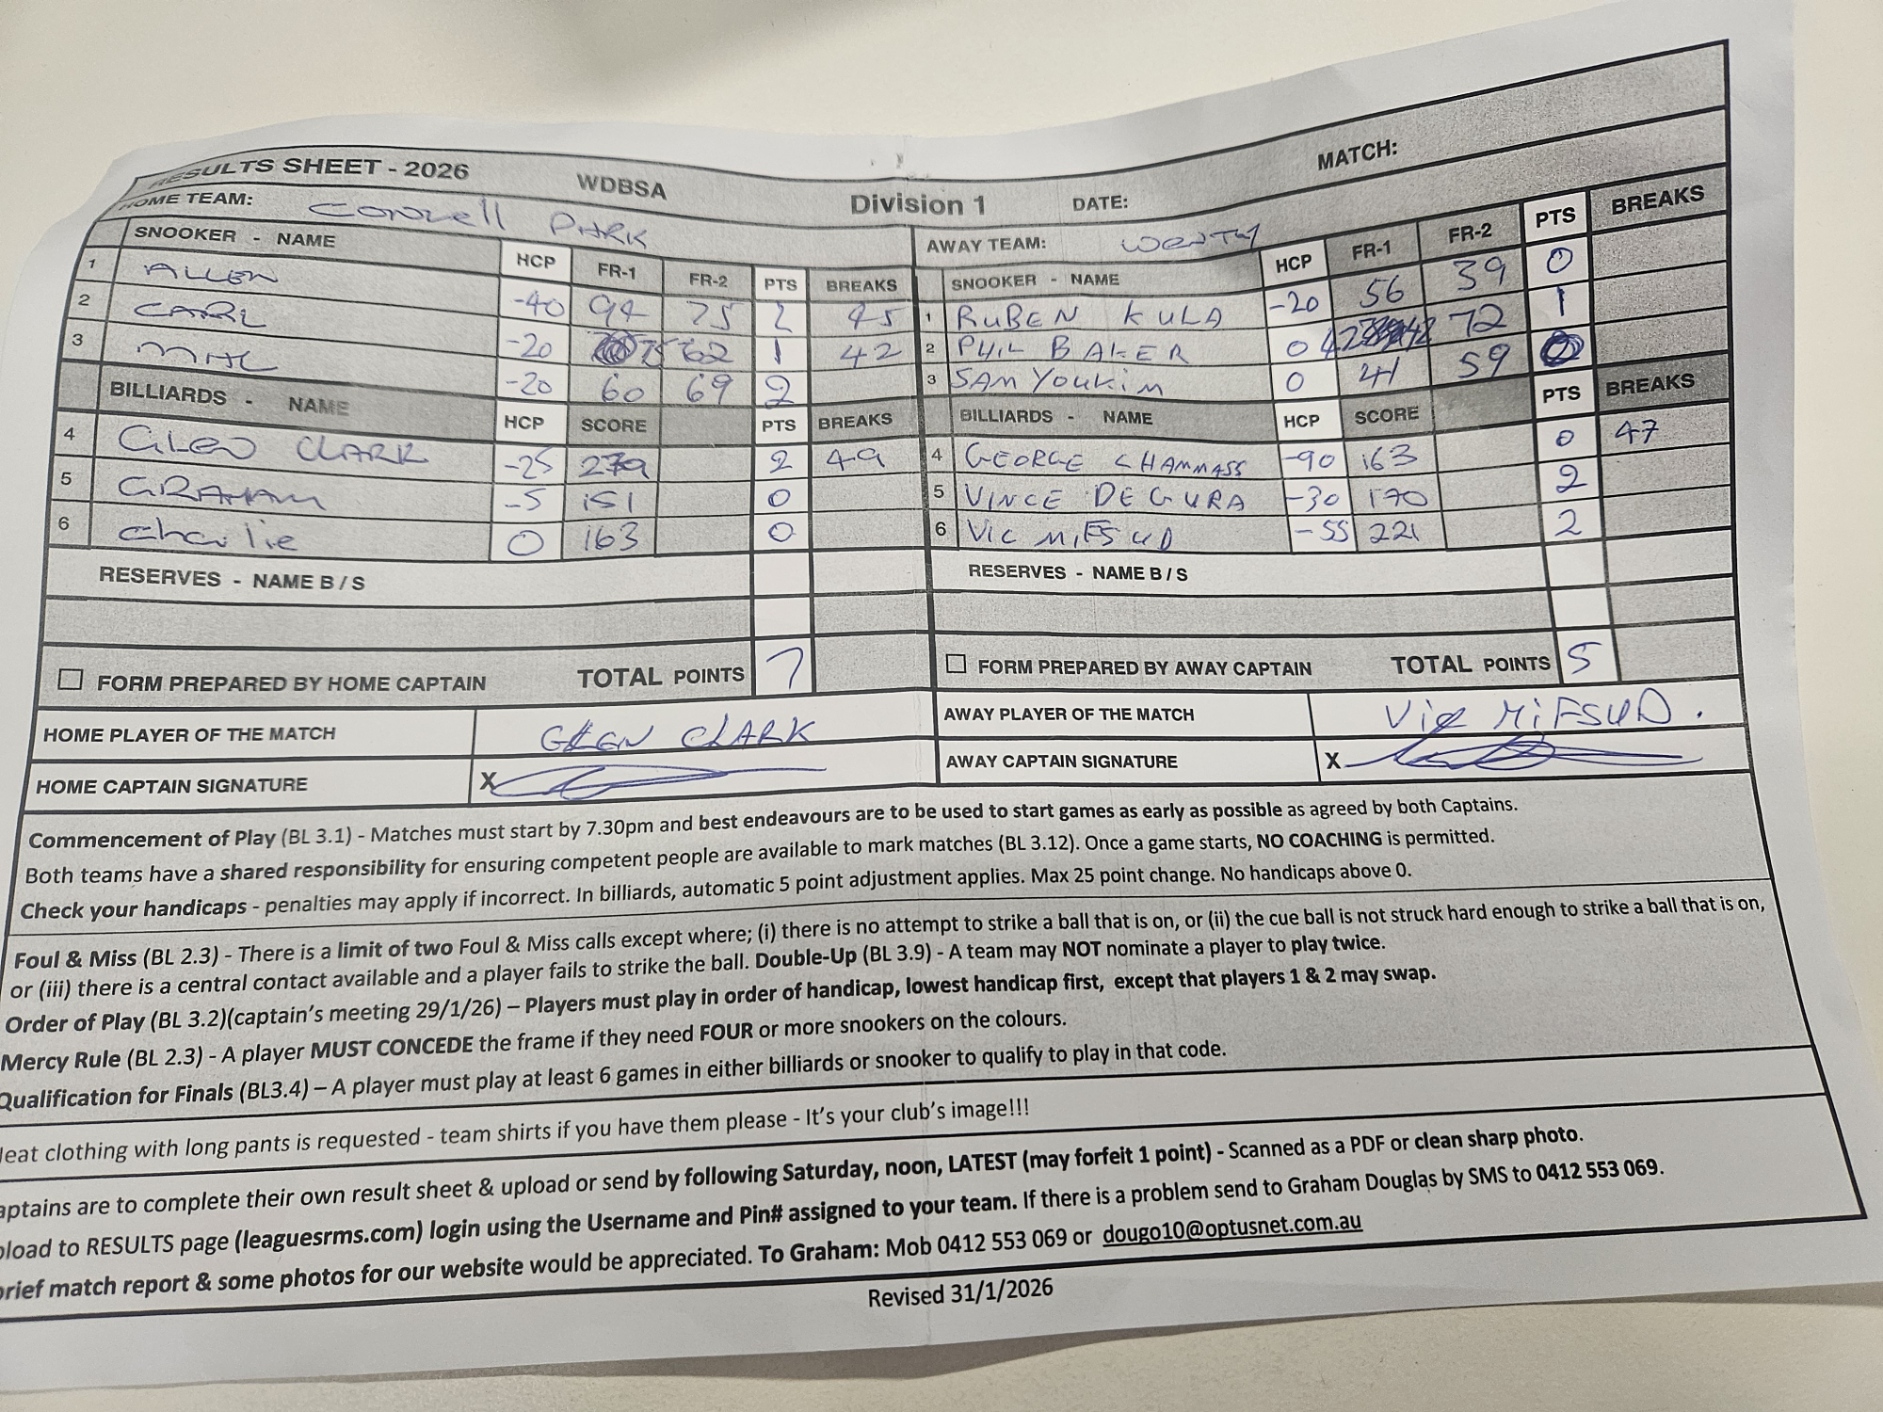 RESULTS SHEET - 2026 WDBSA Division 1 DATE: MATCH:
HOME TEAM: CONNELL PARK AWAY TEAM: WENTY
SNOOKER - NAME HCP FR-1 FR-2 PTS BREAKS SNOOKER - NAME HCP FR-1 FR-2 PTS BREAKS
1 ALLEN -40 94 75 2 45 1 RUBEN KULA -20 56 39 0
2 CARL -20 62 1 42 2 PHIL BAKER 0 42 72 1
3 -20 60 69 2 3 SAM YOUKIM 0 41 59 0
BILLIARDS - NAME HCP SCORE PTS BREAKS BILLIARDS - NAME HCP SCORE PTS BREAKS
4 GLEN CLARK -25 279 2 49 4 GEORGE CHAMMASS -90 163 0 47
5 GRAHAM -5 151 0 5 VINCE DEGURA -30 170 2
6 Charlie 0 163 0 6 VIC MIFSUD -55 221 2
RESERVES - NAME B / S RESERVES - NAME B / S
FORM PREPARED BY HOME CAPTAIN TOTAL POINTS 7 FORM PREPARED BY AWAY CAPTAIN TOTAL POINTS 5
HOME PLAYER OF THE MATCH GLEN CLARK AWAY PLAYER OF THE MATCH VIC MIFSUD.
HOME CAPTAIN SIGNATURE X AWAY CAPTAIN SIGNATURE X
Commencement of Play (BL 3.1) - Matches must start by 7.30pm and best endeavours are to be used to start games as early as possible as agreed by both Captains.
Both teams have a shared responsibility for ensuring competent people are available to mark matches (BL 3.12). Once a game starts, NO COACHING is permitted.
Check your handicaps - penalties may apply if incorrect. In billiards, automatic 5 point adjustment applies. Max 25 point change. No handicaps above 0.
Foul & Miss (BL 2.3) - There is a limit of two Foul & Miss calls except where; (i) there is no attempt to strike a ball that is on, or (ii) the cue ball is not struck hard enough to strike a ball that is on,
or (iii) there is a central contact available and a player fails to strike the ball. Double-Up (BL 3.9) - A team may NOT nominate a player to play twice.
Order of Play (BL 3.2)(captain's meeting 29/1/26) – Players must play in order of handicap, lowest handicap first, except that players 1 & 2 may swap.
Mercy Rule (BL 2.3) - A player MUST CONCEDE the frame if they need FOUR or more snookers on the colours.
Qualification for Finals (BL3.4) – A player must play at least 6 games in either billiards or snooker to qualify to play in that code.
eat clothing with long pants is requested - team shirts if you have them please - It's your club's image!!!
aptains are to complete their own result sheet & upload or send by following Saturday, noon, LATEST (may forfeit 1 point) - Scanned as a PDF or clean sharp photo.
pload to RESULTS page (leaguesrms.com) login using the Username and Pin# assigned to your team. If there is a problem send to Graham Douglas by SMS to 0412 553 069.
brief match report & some photos for our website would be appreciated. To Graham: Mob 0412 553 069 or dougo10@optusnet.com.au
Revised 31/1/2026